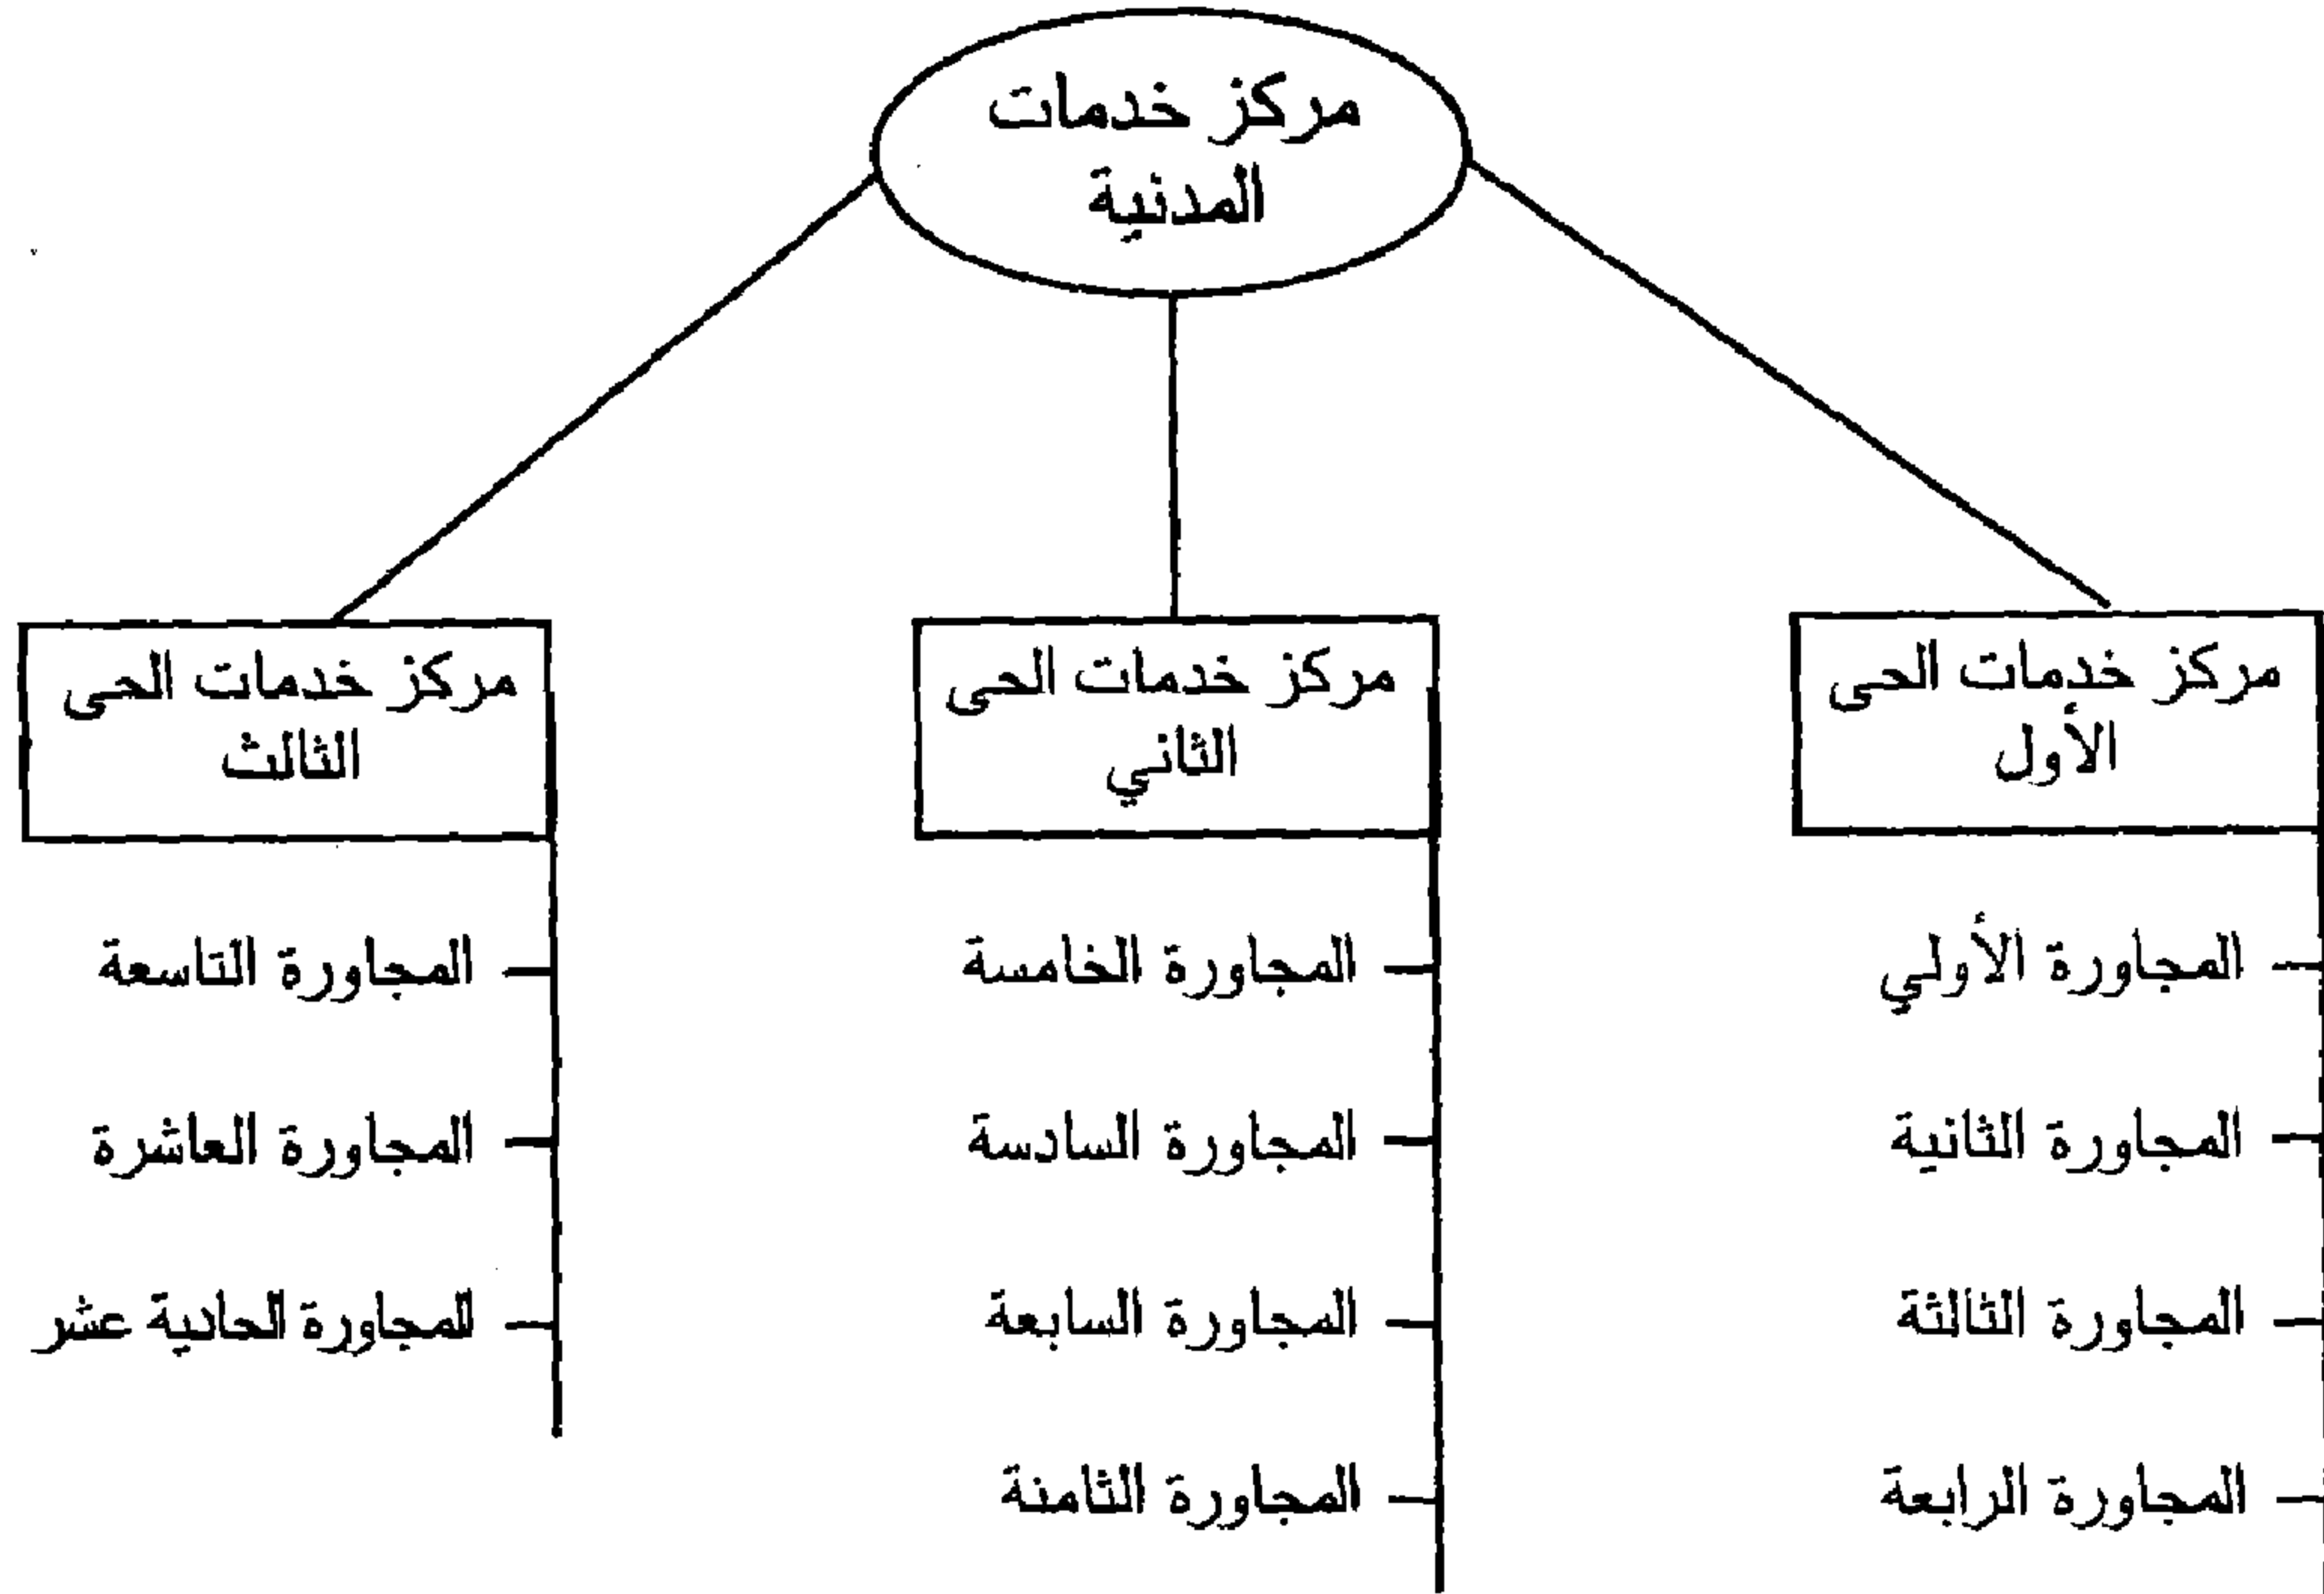 مركز خدمات
المدنية
مركز خدمات الحى
الأول
المجاورة الأولي
المجاورة الثانية
المجاورة الثالثة
المجاورة الرابعة
مركز خدمات الحى
الثاني
المجاورة الخامسة
المجاورة السادسة
المجاورة السابعة
المجاورة الثامنة
مركز خدمات الحى
الثالث
المجاورة التاسعة
المجاورة العاشرة
المجاورة الحادية عشر